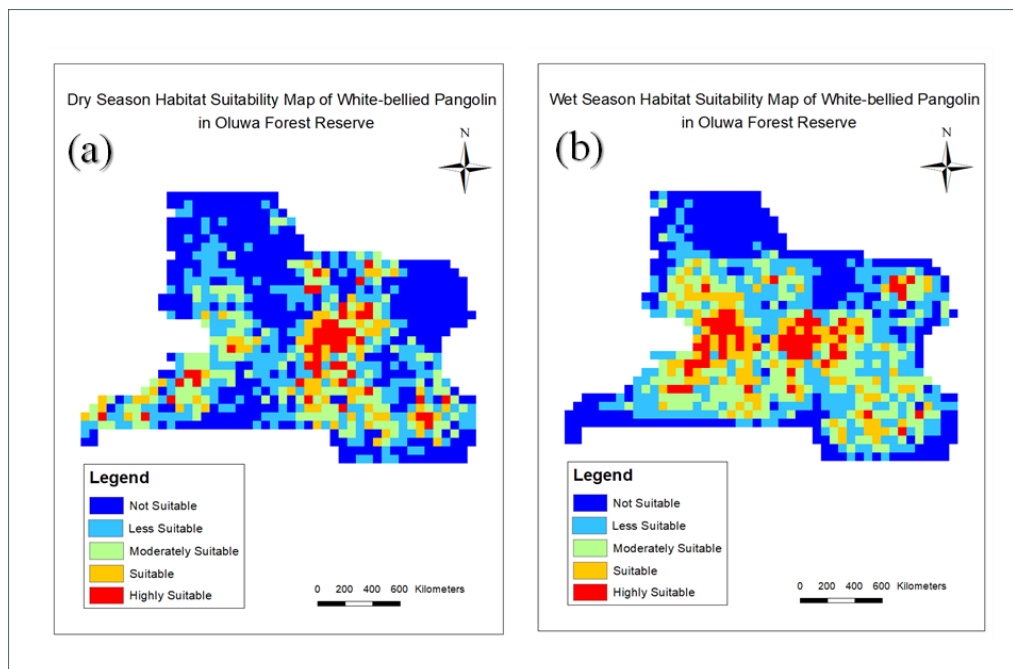 Dry Season Habitat Suitability Map of White-bellied Pangolin
in Oluwa Forest Reserve
(a)
N
Legend
Not Suitable
Less Suitable
Moderately Suitable
Suitable
Highly Suitable
0 200 400 600 Kilometers
Wet Season Habitat Suitability Map of White-bellied Pangolin
in Oluwa Forest Reserve
(b)
N
Legend
Not Suitable
Less Suitable
Moderately Suitable
Suitable
Highly Suitable
0 200 400 600 Kilometers